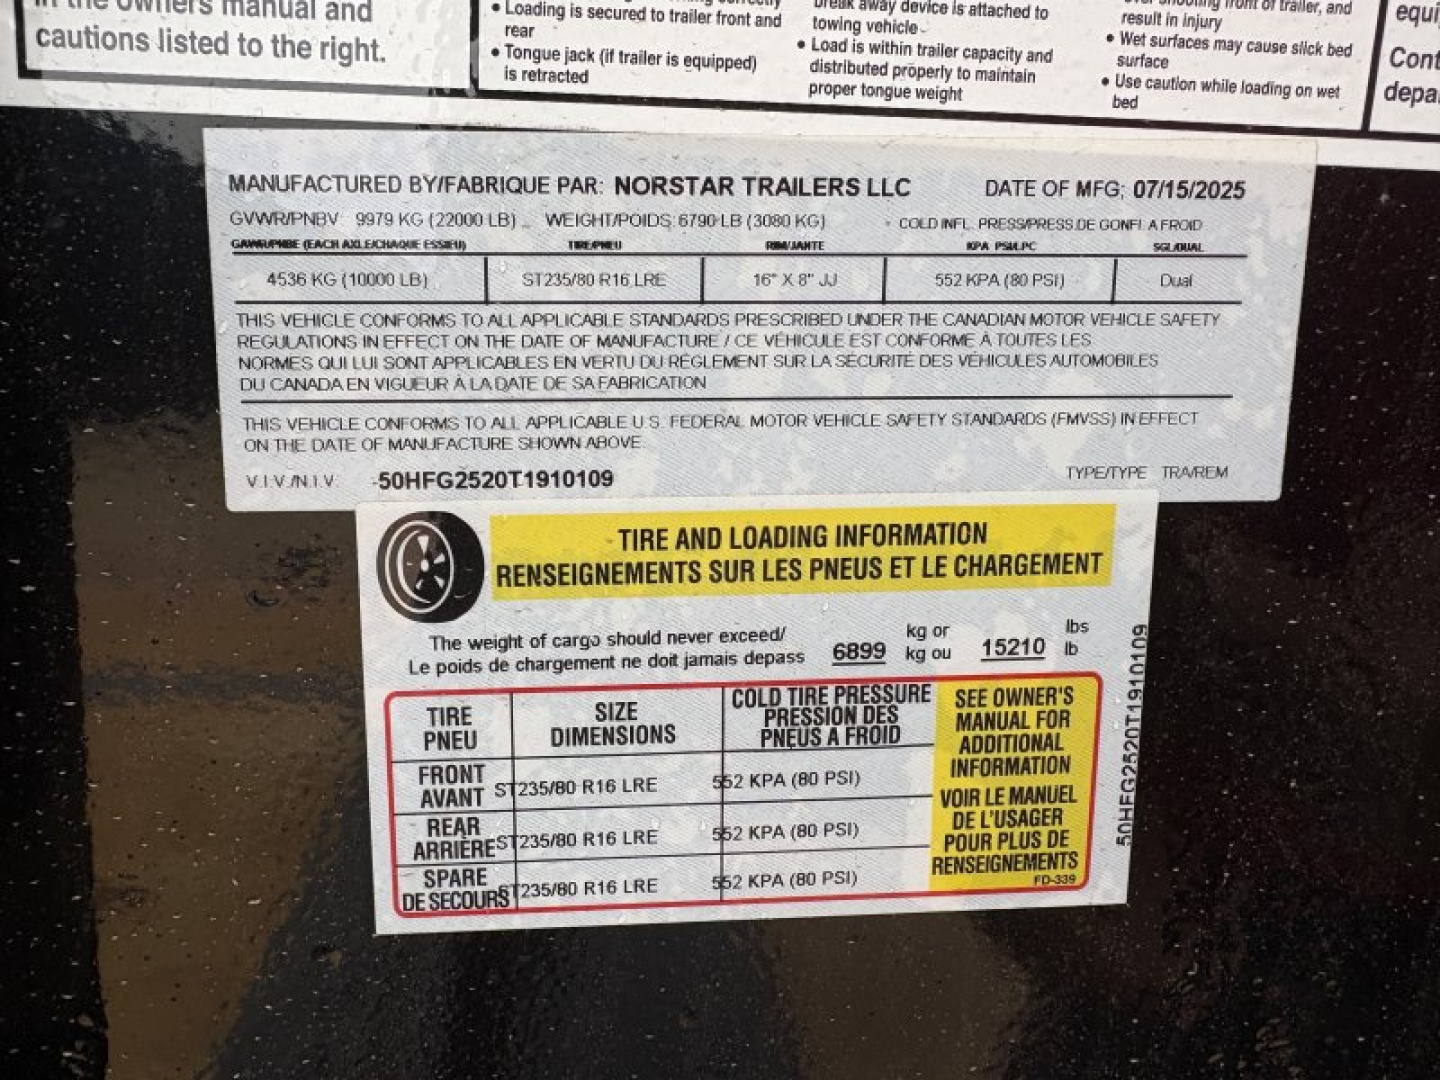 in the owners manual and
cautions listed to the right.
• Loading is secured to trailer front and
rear
• Tongue jack (if trailer is equipped)
is retracted
break away device is attached to
towing vehicle
• Load is within trailer capacity and
distributed properly to maintain
proper tongue weight
front of trailer, and
result in injury
• Wet surfaces may cause slick bed
surface
• Use caution while loading on wet
bed
equi
Cont
depa
MANUFACTURED BY/FABRIQUE PAR: NORSTAR TRAILERS LLC DATE OF MFG; 07/15/2025
GVWR/PNBV 9979 KG (22000 LB) WEIGHT/POIDS: 6790 LB (3080 KG) COLD INFL. PRESS/PRESS.DE GONFL A FROID
GAWR/PNBE (EACH AXLE/CHAQUE ESSIEU) TIRE/PNEU RIM/JANTE KPA PSI/LPC SGL/DUAL
4536 KG (10000 LB) ST235/80 R16 LRE 16" X 8" JJ 552 KPA (80 PSI) Dual
THIS VEHICLE CONFORMS TO ALL APPLICABLE STANDARDS PRESCRIBED UNDER THE CANADIAN MOTOR VEHICLE SAFETY
REGULATIONS IN EFFECT ON THE DATE OF MANUFACTURE / CE VÉHICULE EST CONFORME À TOUTES LES
NORMES QUI LUI SONT APPLICABLES EN VERTU DU RÉGLEMENT SUR LA SÉCURITÉ DES VÉHICULES AUTOMOBILES
DU CANADA EN VIGUEUR À LA DATE DE SA FABRICATION
THIS VEHICLE CONFORMS TO ALL APPLICABLE U.S. FEDERAL MOTOR VEHICLE SAFETY STANDARDS (FMVSS) IN EFFECT
ON THE DATE OF MANUFACTURE SHOWN ABOVE.
V.I.V./N.I.V: 50HFG2520T1910109 TYPE/TYPE TRA/REM
TIRE AND LOADING INFORMATION
RENSEIGNEMENTS SUR LES PNEUS ET LE CHARGEMENT
The weight of cargo should never exceed/ kg or lbs
Le poids de chargement ne doit jamais depass 6899 kg ou 15210 lb
TIRE SIZE COLD TIRE PRESSURE
PNEU DIMENSIONS PRESSION DES
PNEUS A FROID
FRONT
AVANT ST235/80 R16 LRE 552 KPA (80 PSI)
REAR
ARRIÈRE ST235/80 R16 LRE 552 KPA (80 PSI)
SPARE
DE SECOURS ST235/80 R16 LRE 552 KPA (80 PSI)
SEE OWNER'S
MANUAL FOR
ADDITIONAL
INFORMATION
VOIR LE MANUEL
DE L'USAGER
POUR PLUS DE
RENSEIGNEMENTS
FD-339
50HFG2520T1910109